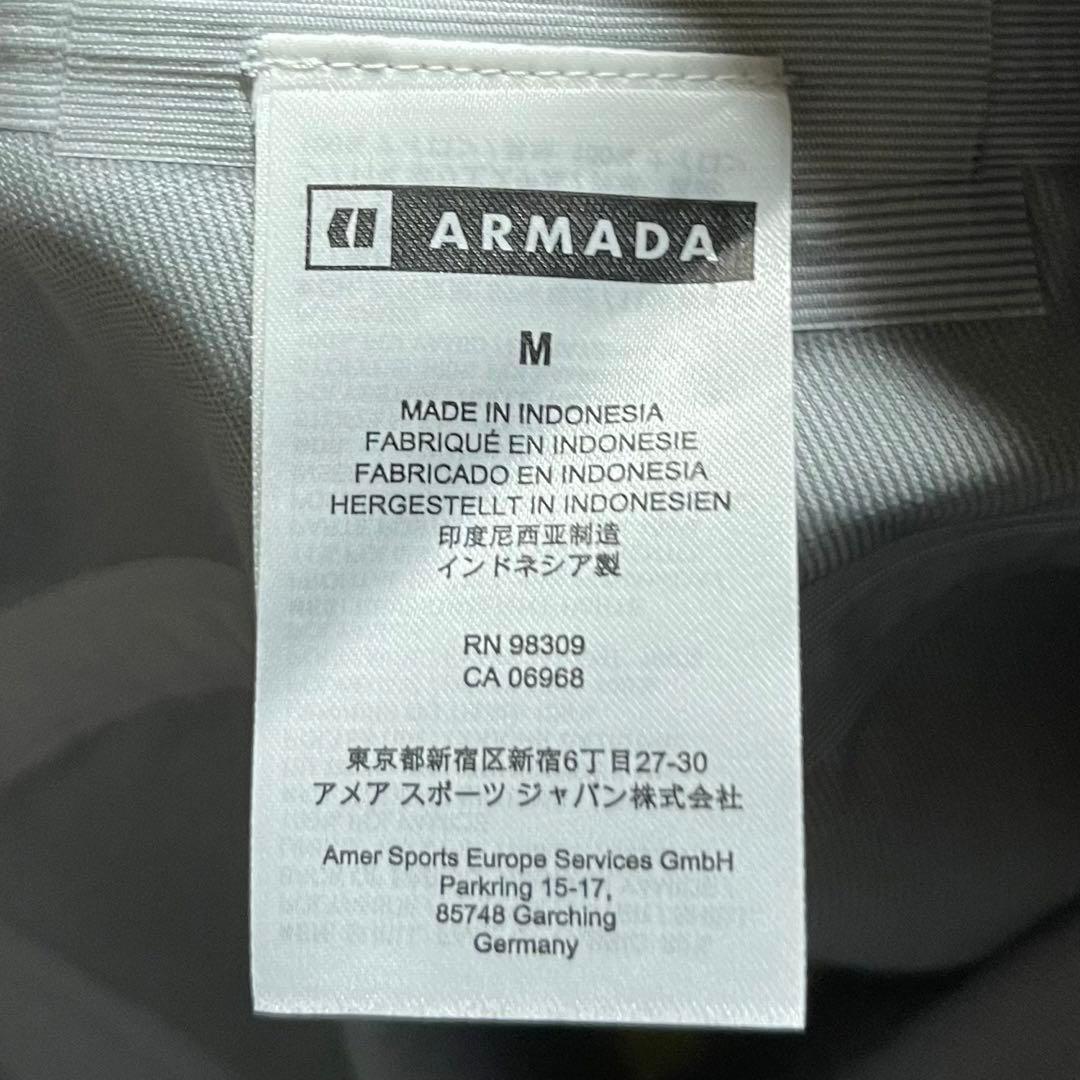 ARMADA
M
MADE IN INDONESIA
FABRIQUÉ EN INDONESIE
FABRICADO EN INDONESIA
HERGESTELLT IN INDONESIEN
印度尼西亚制造
インドネシア製
RN 98309
CA 06968
東京都新宿区新宿6丁目27-30
アメア スポーツ ジャパン株式会社
Amer Sports Europe Services GmbH
Parkring 15-17,
85748 Garching
Germany